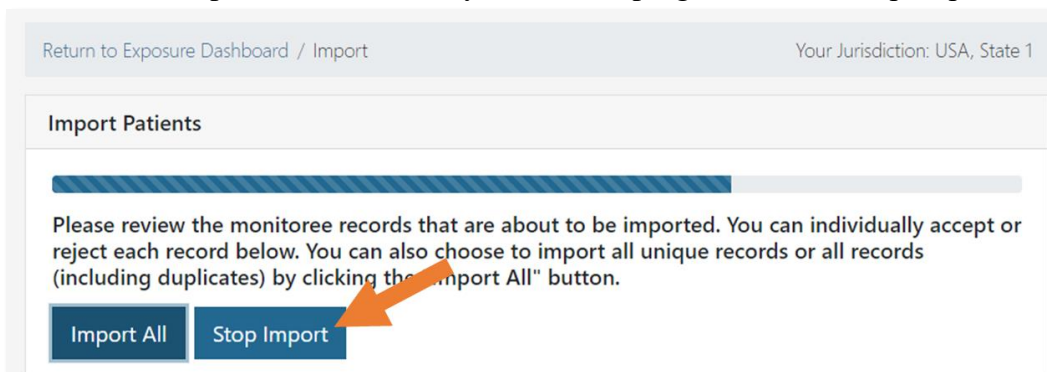 Return to Exposure Dashboard / Import Your Jurisdiction: USA, State 1
Import Patients
Please review the monitoree records that are about to be imported. You can individually accept or
reject each record below. You can also choose to import all unique records or all records
(including duplicates) by clicking the "Import All" button.
Import All Stop Import